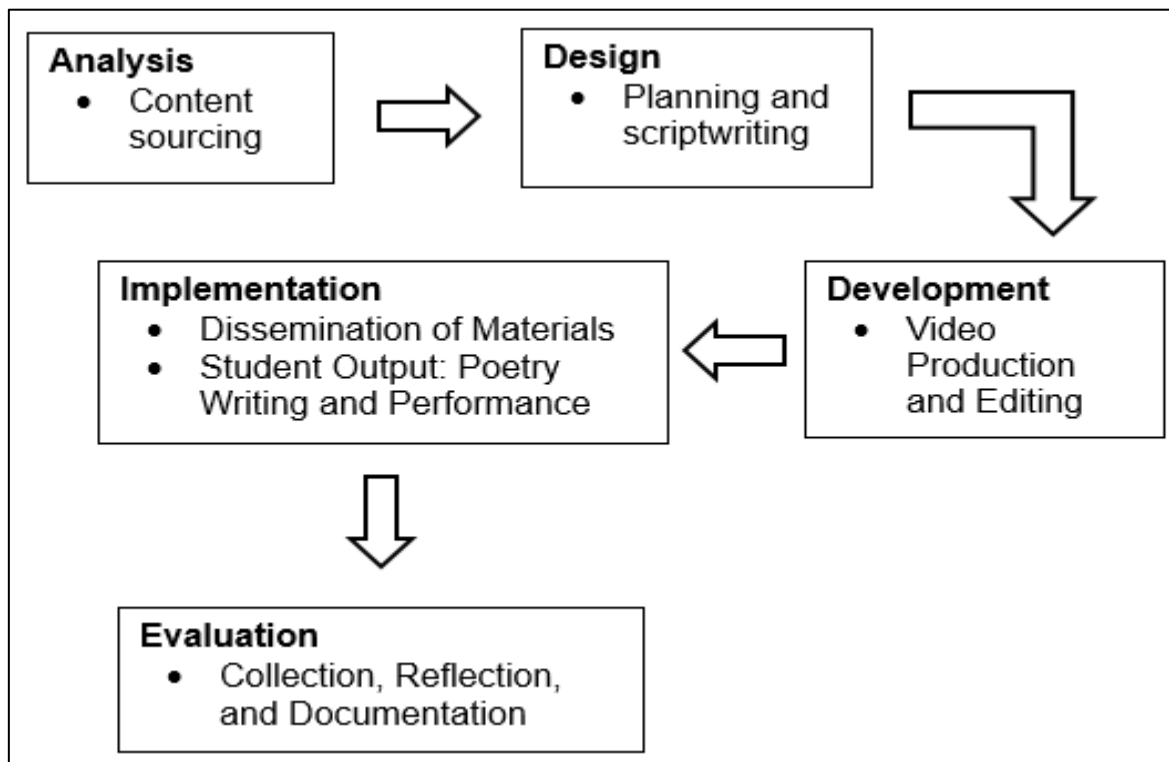 Analysis
• Content
sourcing
Design
• Planning and
scriptwriting
Development
• Video
Production
and Editing
Implementation
• Dissemination of Materials
• Student Output: Poetry
Writing and Performance
Evaluation
• Collection, Reflection,
and Documentation